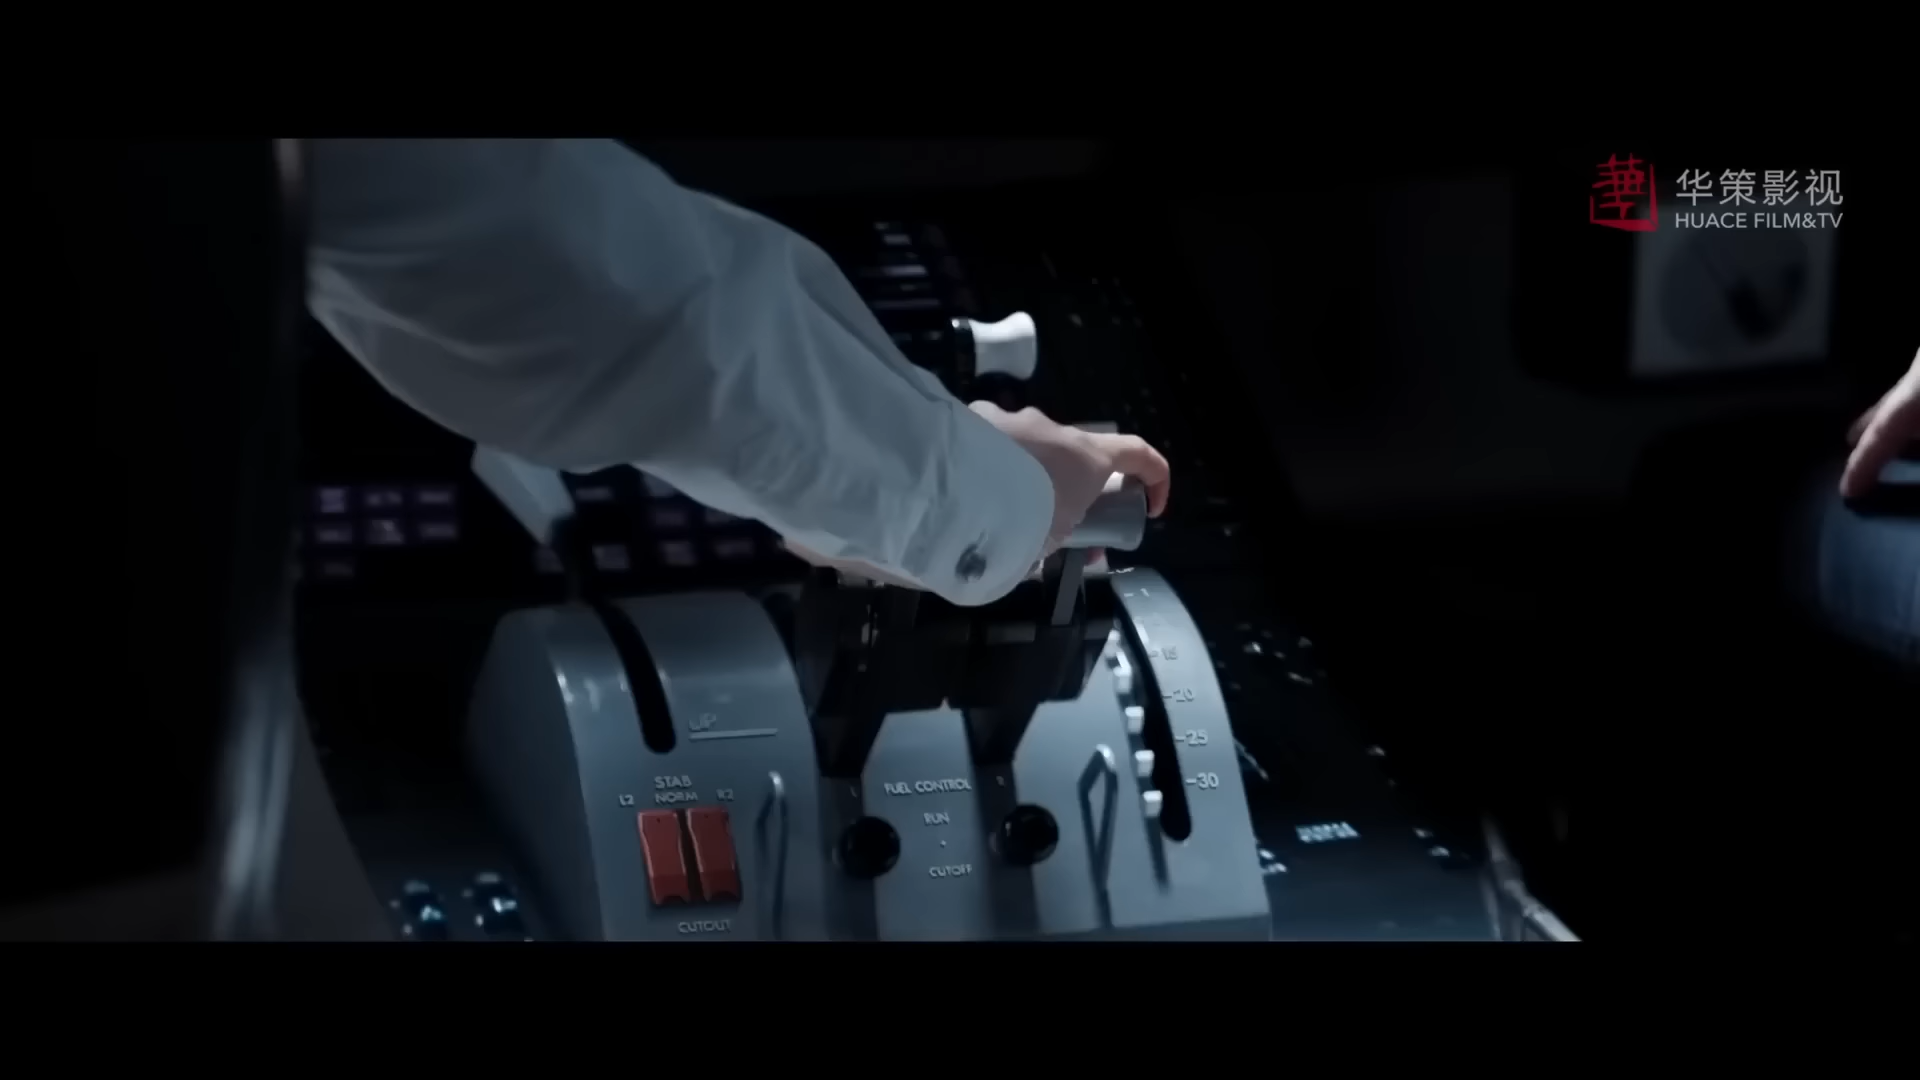 華
华策影视
HUACE FILM&TV
UP
STAB
L2 NORM R2
CUTOUT
FUEL CONTROL
RUN
CUTOFF
-1
-20
-25
-30